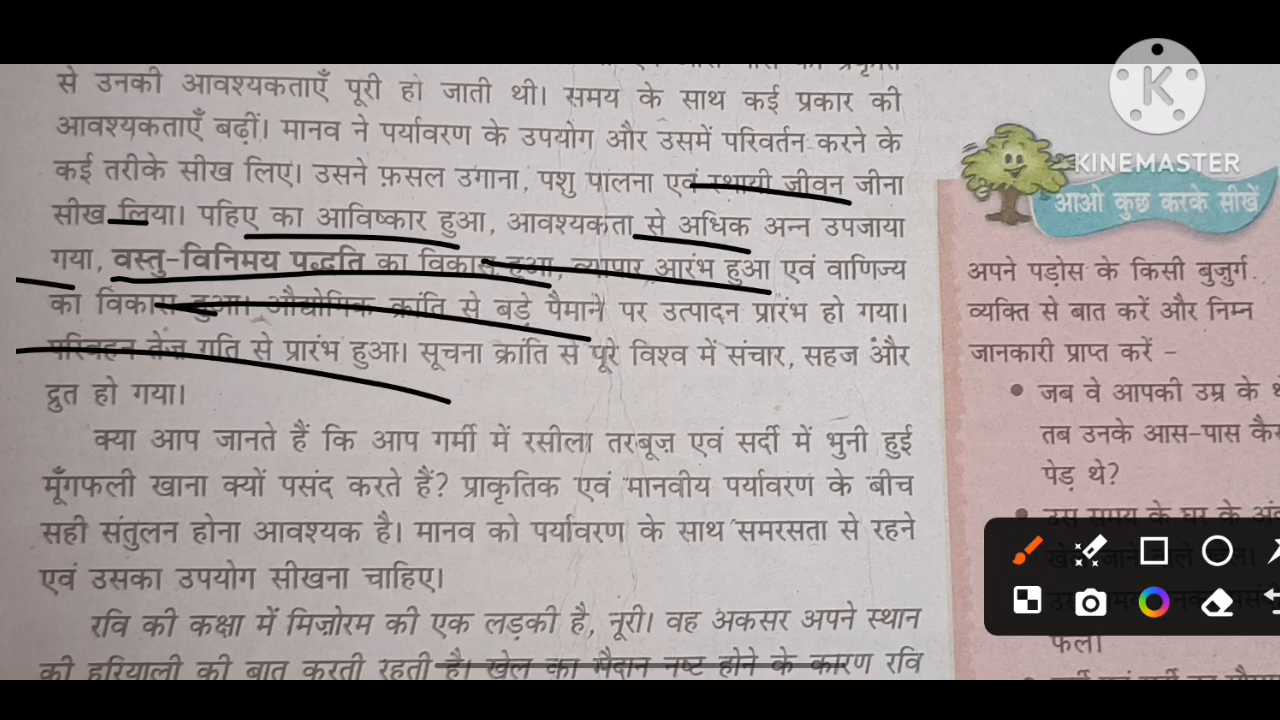 से उनकी आवश्यकताएँ पूरी हो जाती थी। समय के साथ कई प्रकार की
आवश्यकताएँ बढ़ीं। मानव ने पर्यावरण के उपयोग और उसमें परिवर्तन करने के
कई तरीके सीख लिए। उसने फ़सल उगाना, पशु पालना एवं स्थायी जीवन जीना
सीख लिया। पहिए का आविष्कार हुआ, आवश्यकता से अधिक अन्न उपजाया
गया, वस्तु-विनिमय पद्धति का विकास हुआ, व्यापार आरंभ हुआ एवं वाणिज्य
का विकास हुआ। औद्योगिक क्रांति से बड़े पैमाने पर उत्पादन प्रारंभ हो गया।
परिवहन तेज़ गति से प्रारंभ हुआ। सूचना क्रांति से पूरे विश्व में संचार, सहज और
द्रुत हो गया।
क्या आप जानते हैं कि आप गर्मी में रसीला तरबूज़ एवं सर्दी में भुनी हुई
मूँगफली खाना क्यों पसंद करते हैं? प्राकृतिक एवं मानवीय पर्यावरण के बीच
सही संतुलन होना आवश्यक है। मानव को पर्यावरण के साथ समरसता से रहने
एवं उसका उपयोग सीखना चाहिए।
रवि की कक्षा में मिज़ोरम की एक लड़की है, नूरी। वह अकसर अपने स्थान
की हरियाली की बात करती रहती है। खेल का मैदान नष्ट होने के कारण रवि
K
KINEMASTER
आओ कुछ करके सीखें
अपने पड़ोस के किसी बुज़ुर्ग
व्यक्ति से बात करें और निम्न
जानकारी प्राप्त करें –
• जब वे आपकी उम्र के
तब उनके आस-पास
पेड़ थे?
• उस समय के घर के
फल।